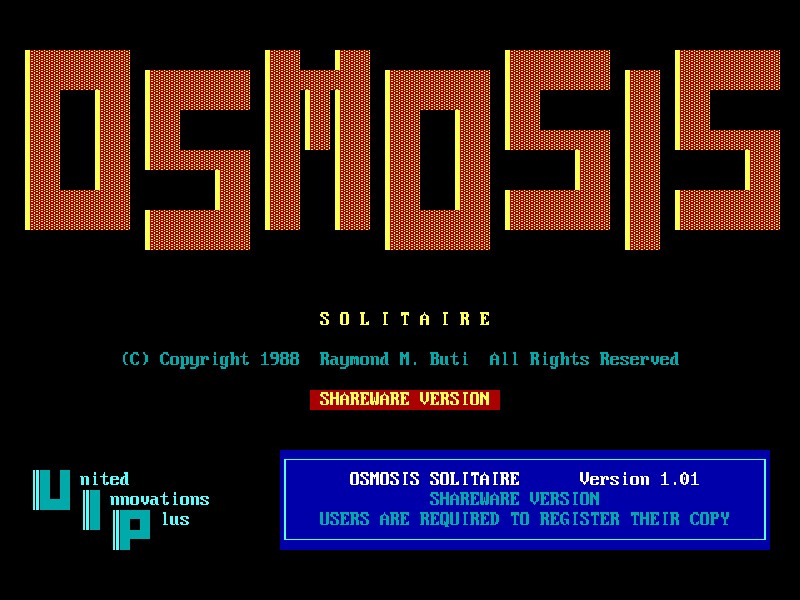 OSMOSIS
SOLITAIRE
(C) Copyright 1988 Raymond M. Buti All Rights Reserved
SHAREWARE VERSION
United
Innovations
Plus
OSMOSIS SOLITAIRE Version 1.01
SHAREWARE VERSION
USERS ARE REQUIRED TO REGISTER THEIR COPY